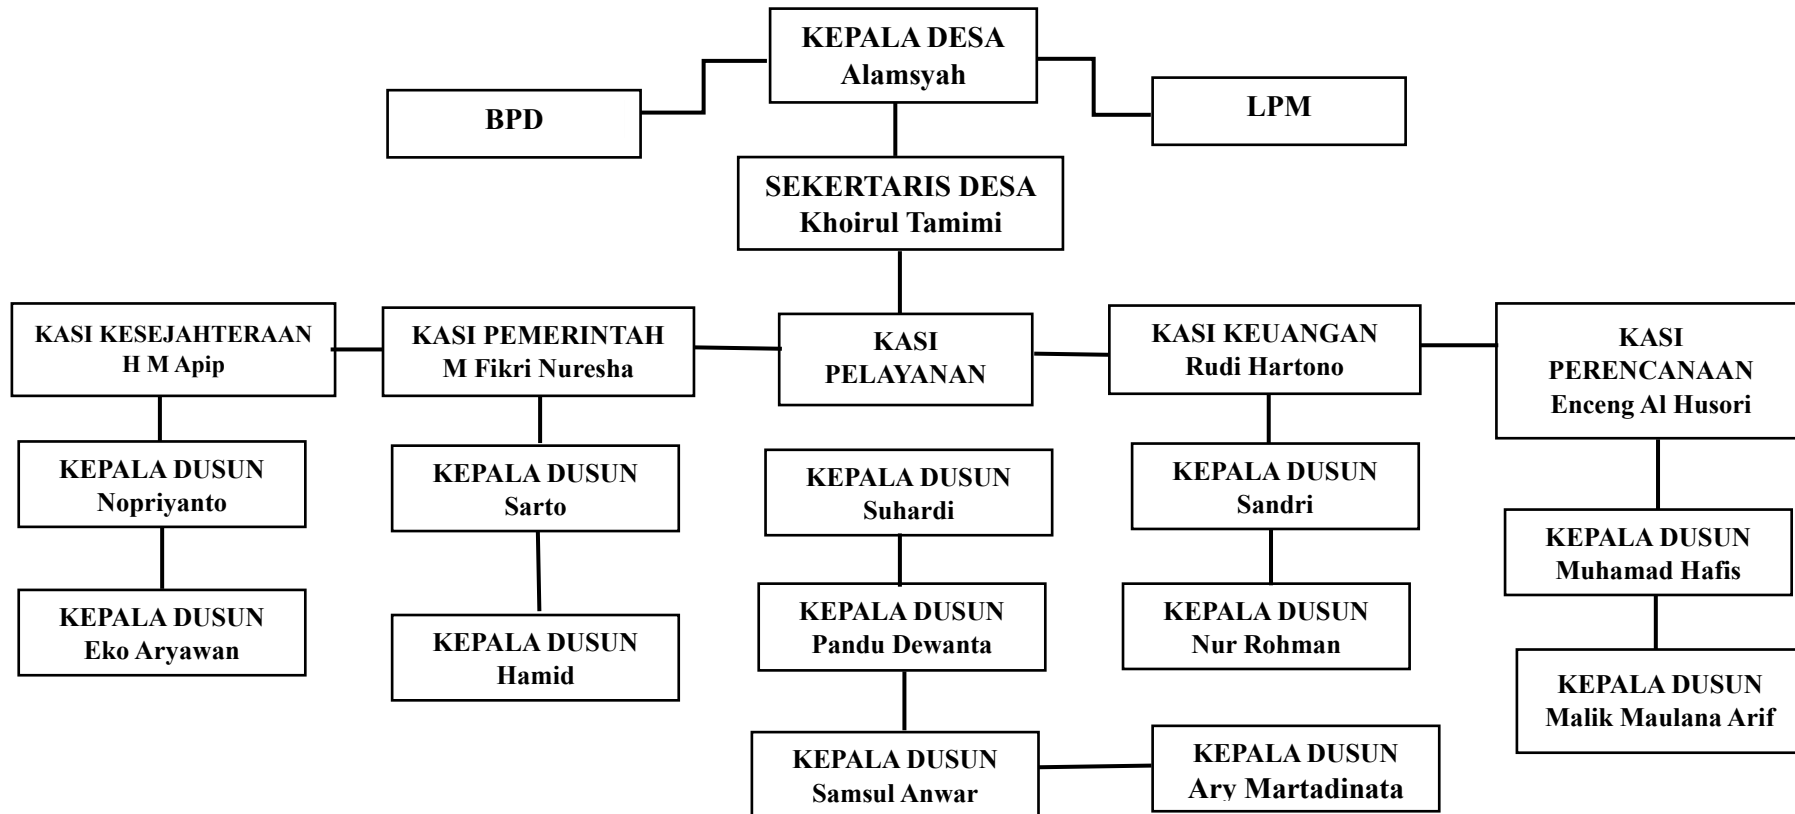 KEPALA DESA
Alamsyah
BPD
LPM
SEKERTARIS DESA
Khoirul Tamimi
KASI KESEJAHTERAAN
H M Apip
KASI PEMERINTAH
M Fikri Nuresha
KASI
PELAYANAN
KASI KEUANGAN
Rudi Hartono
KASI
PERENCANAAN
Enceng Al Husori
KEPALA DUSUN
Nopriyanto
KEPALA DUSUN
Sarto
KEPALA DUSUN
Suhardi
KEPALA DUSUN
Sandri
KEPALA DUSUN
Muhamad Hafis
KEPALA DUSUN
Eko Aryawan
KEPALA DUSUN
Hamid
KEPALA DUSUN
Pandu Dewanta
KEPALA DUSUN
Nur Rohman
KEPALA DUSUN
Malik Maulana Arif
KEPALA DUSUN
Samsul Anwar
KEPALA DUSUN
Ary Martadinata